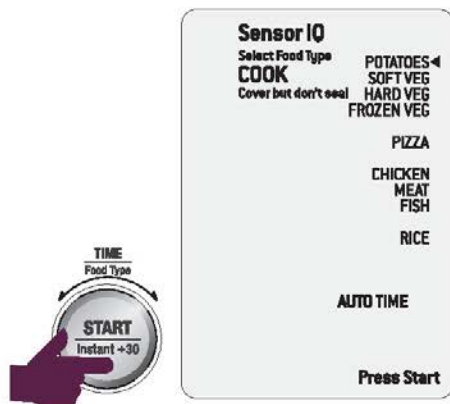 Sensor IQ
Select Food Type
COOK
Cover but don't seal
POTATOES◄
SOFT VEG
HARD VEG
FROZEN VEG
PIZZA
CHICKEN
MEAT
FISH
RICE
AUTO TIME
Press Start
TIME
Food Type
START
Instant +30